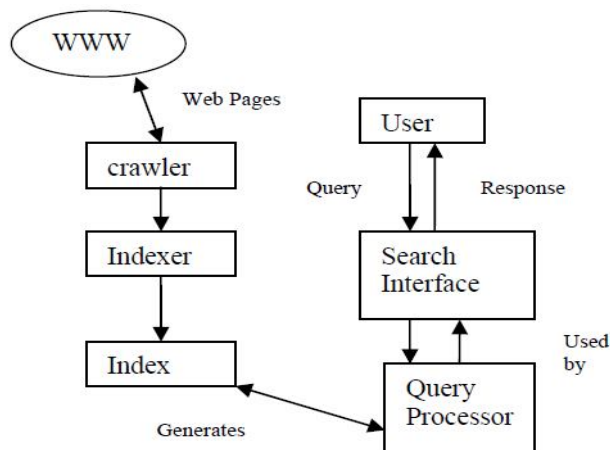 WWW
Web Pages
crawler
Indexer
Index
Generates
User
Query
Response
Search
Interface
Used
by
Query
Processor